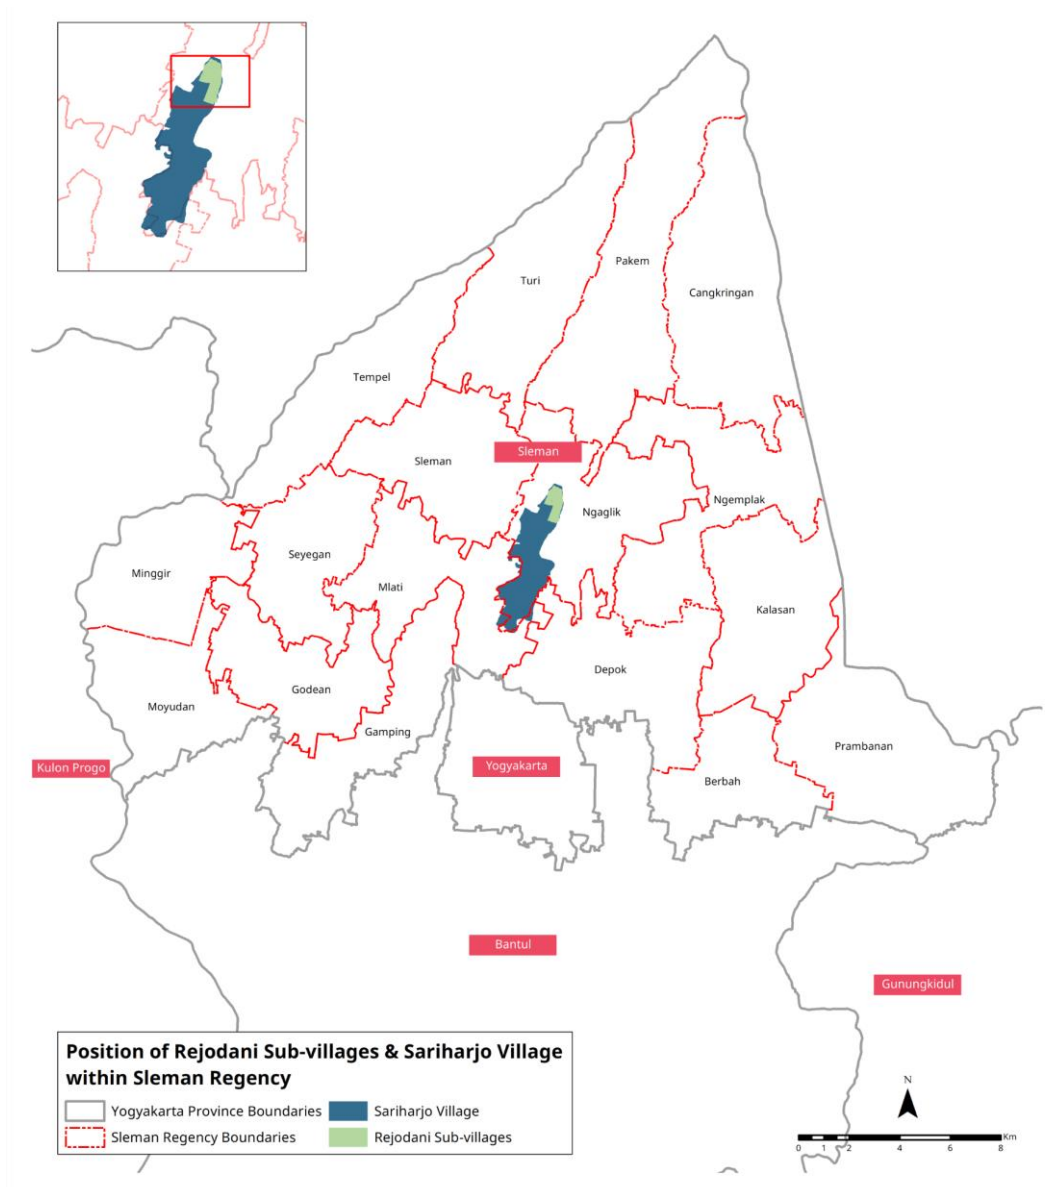 Pakem
Turi
Cangkringan
Tempel
Sleman
Sleman
Ngemplak
Ngaglik
Seyegan
Minggir
Mlati
Kalasan
Depok
Godean
Moyudan
Gamping
Prambanan
Kulon Progo
Yogyakarta
Berbah
Bantul
Gunungkidul
Position of Rejodani Sub-villages & Sariharjo Village
within Sleman Regency
Yogyakarta Province Boundaries
Sariharjo Village
Sleman Regency Boundaries
Rejodani Sub-villages
N
Km
0 1 2 4 6 8